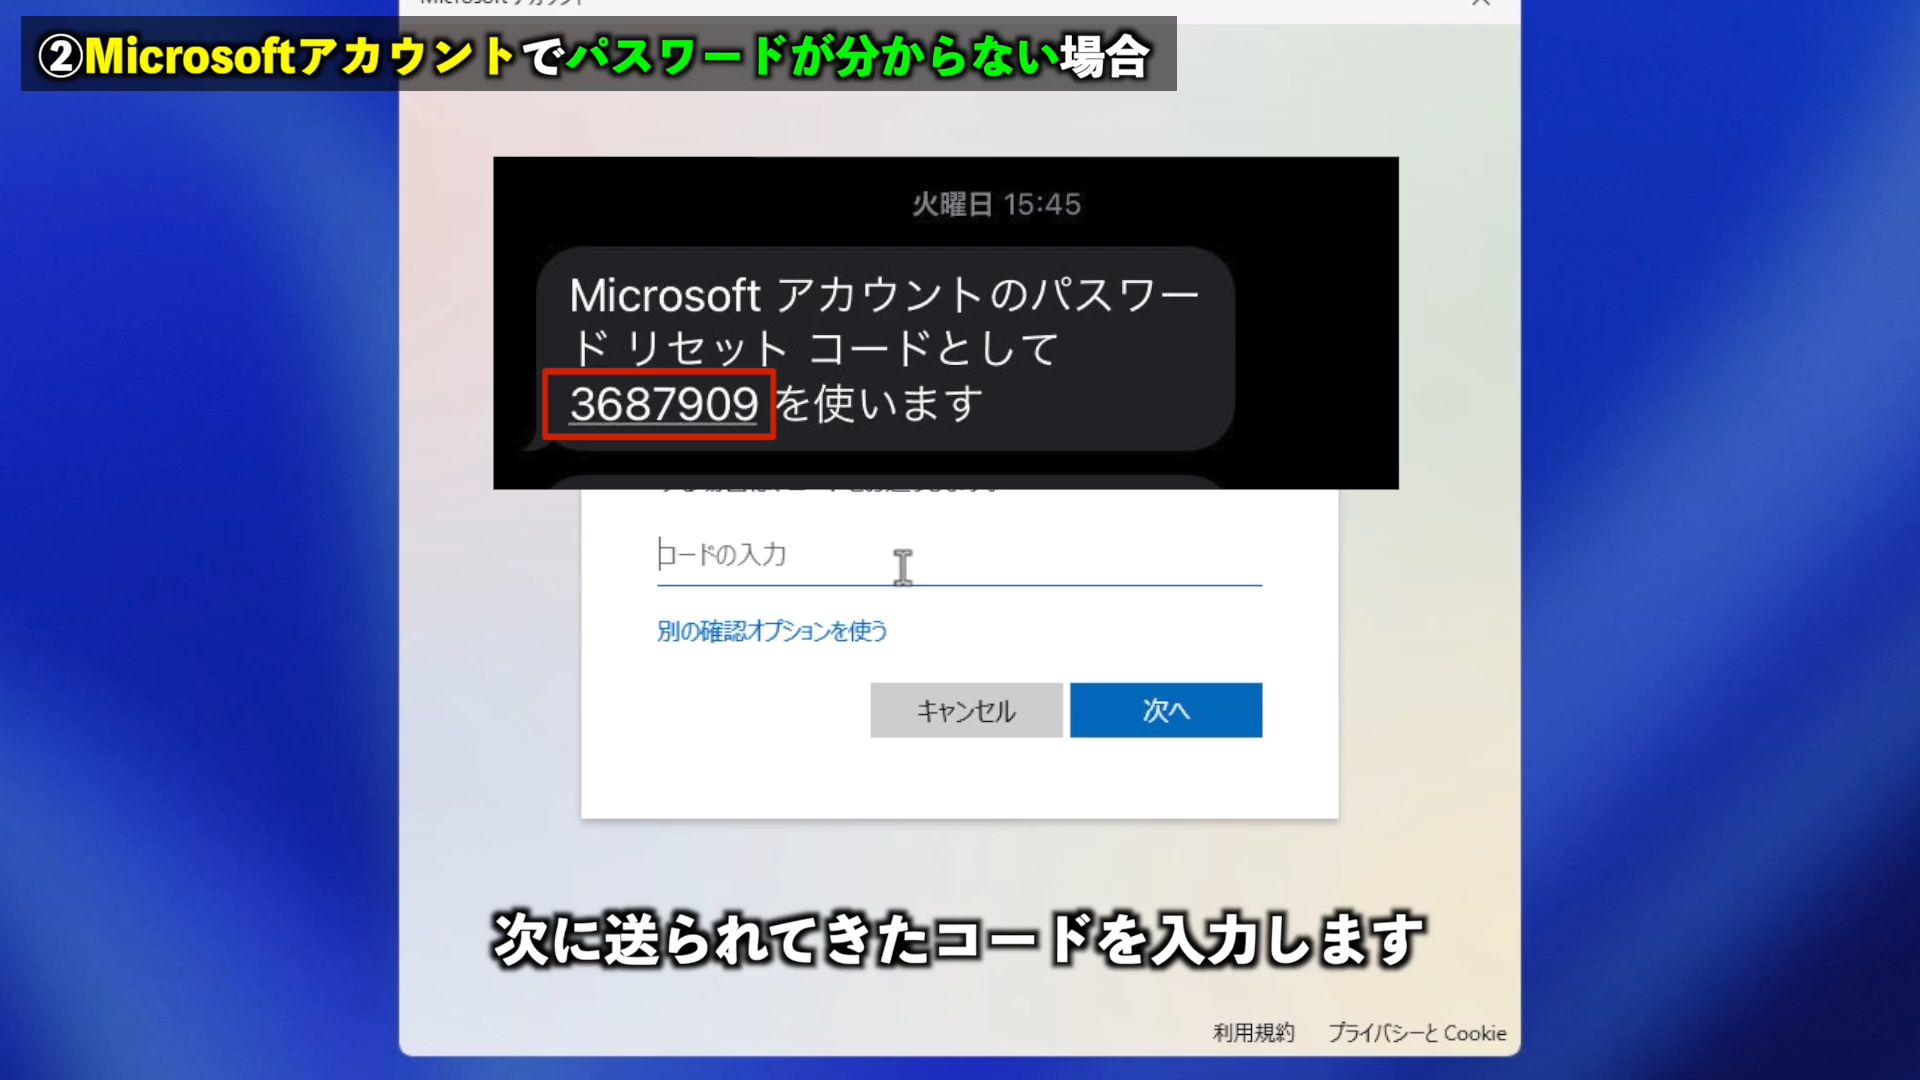 Microsoft アカウント
②Microsoftアカウントでパスワードが分からない場合
火曜日 15:45
Microsoft アカウントのパスワー
ド リセット コードとして
3687909 を使います
コードの入力
別の確認オプションを使う
キャンセル
次へ
次に送られてきたコードを入力します
利用規約
プライバシーと Cookie